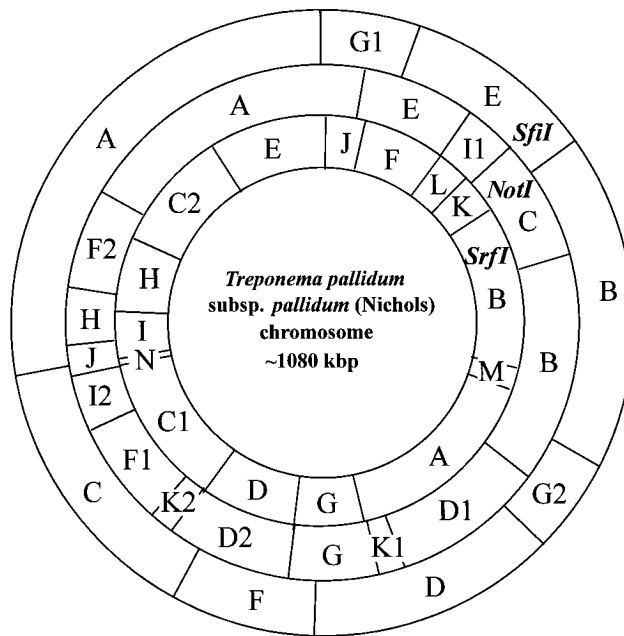 G1
A
E
SfiI
A
E
J
F
I1
E
L
K
NotI
C
C2
SrfI
F2
H
B
B
Treponema pallidum
subsp. pallidum (Nichols)
chromosome
~1080 kbp
H
I
J
N
M
B
I2
C1
A
F1
C
K2
D
G
D1
G2
D2
G
K1
D
F